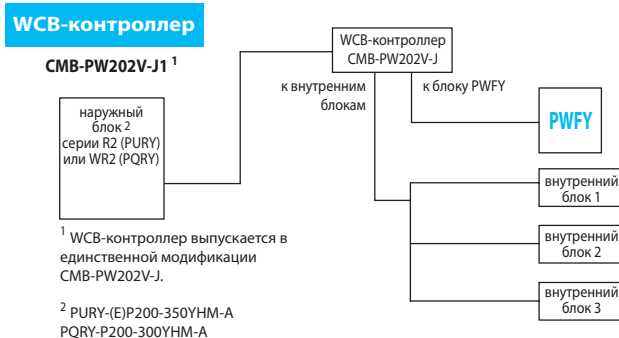 WCB-контроллер
CMB-PW202V-J1 ¹
наружный
блок ²
серии R2 (PURY)
или WR2 (PQRY)
WCB-контроллер
CMB-PW202V-J
к внутренним
блокам
к блоку PWFY
PWFY
внутренний
блок 1
внутренний
блок 2
внутренний
блок 3
¹ WCB-контроллер выпускается в
единственной модификации
CMB-PW202V-J.
² PURY-(E)P200-350YHM-A
PQRY-P200-300YHM-A